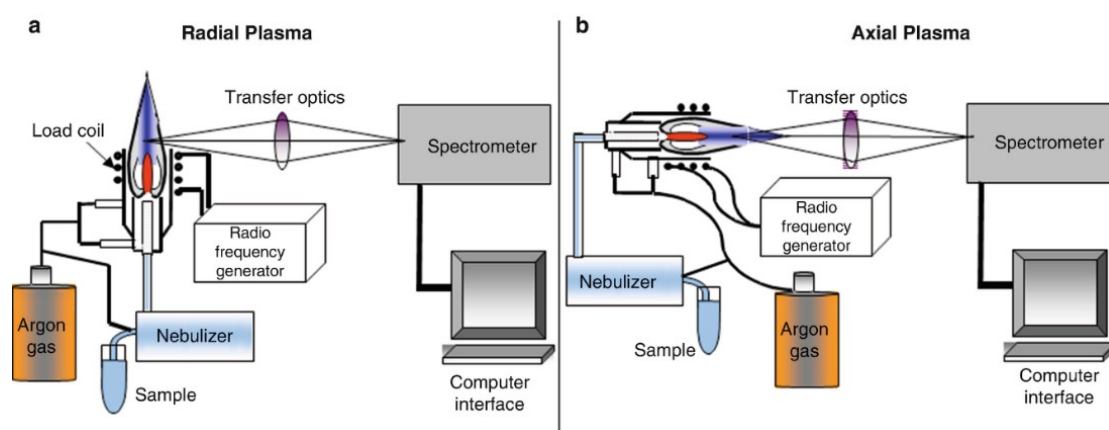 a
Radial Plasma
Transfer optics
Load coil
Spectrometer
Radio
frequency
generator
Argon
gas
Nebulizer
Sample
Computer
interface
b
Axial Plasma
Transfer optics
Spectrometer
Radio
frequency
generator
Nebulizer
Sample
Argon
gas
Computer
interface